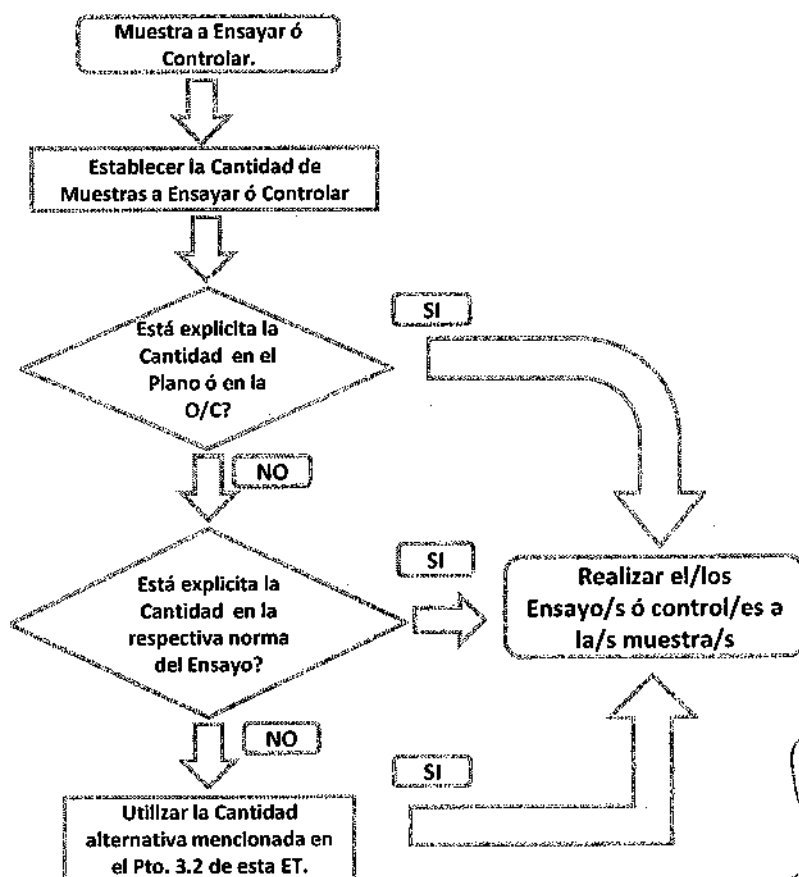 Muestra a Ensayar ó
Controlar.
Establecer la Cantidad de
Muestras a Ensayar ó Controlar
Está explicita la
Cantidad en el
Plano ó en la
O/C?
SI
NO
Está explicita la
Cantidad en la
respectiva norma
del Ensayo?
SI
Realizar el/los
Ensayo/s ó control/es a
la/s muestra/s
NO
Utilizar la Cantidad
alternativa mencionada en
el Pto. 3.2 de esta ET.
SI